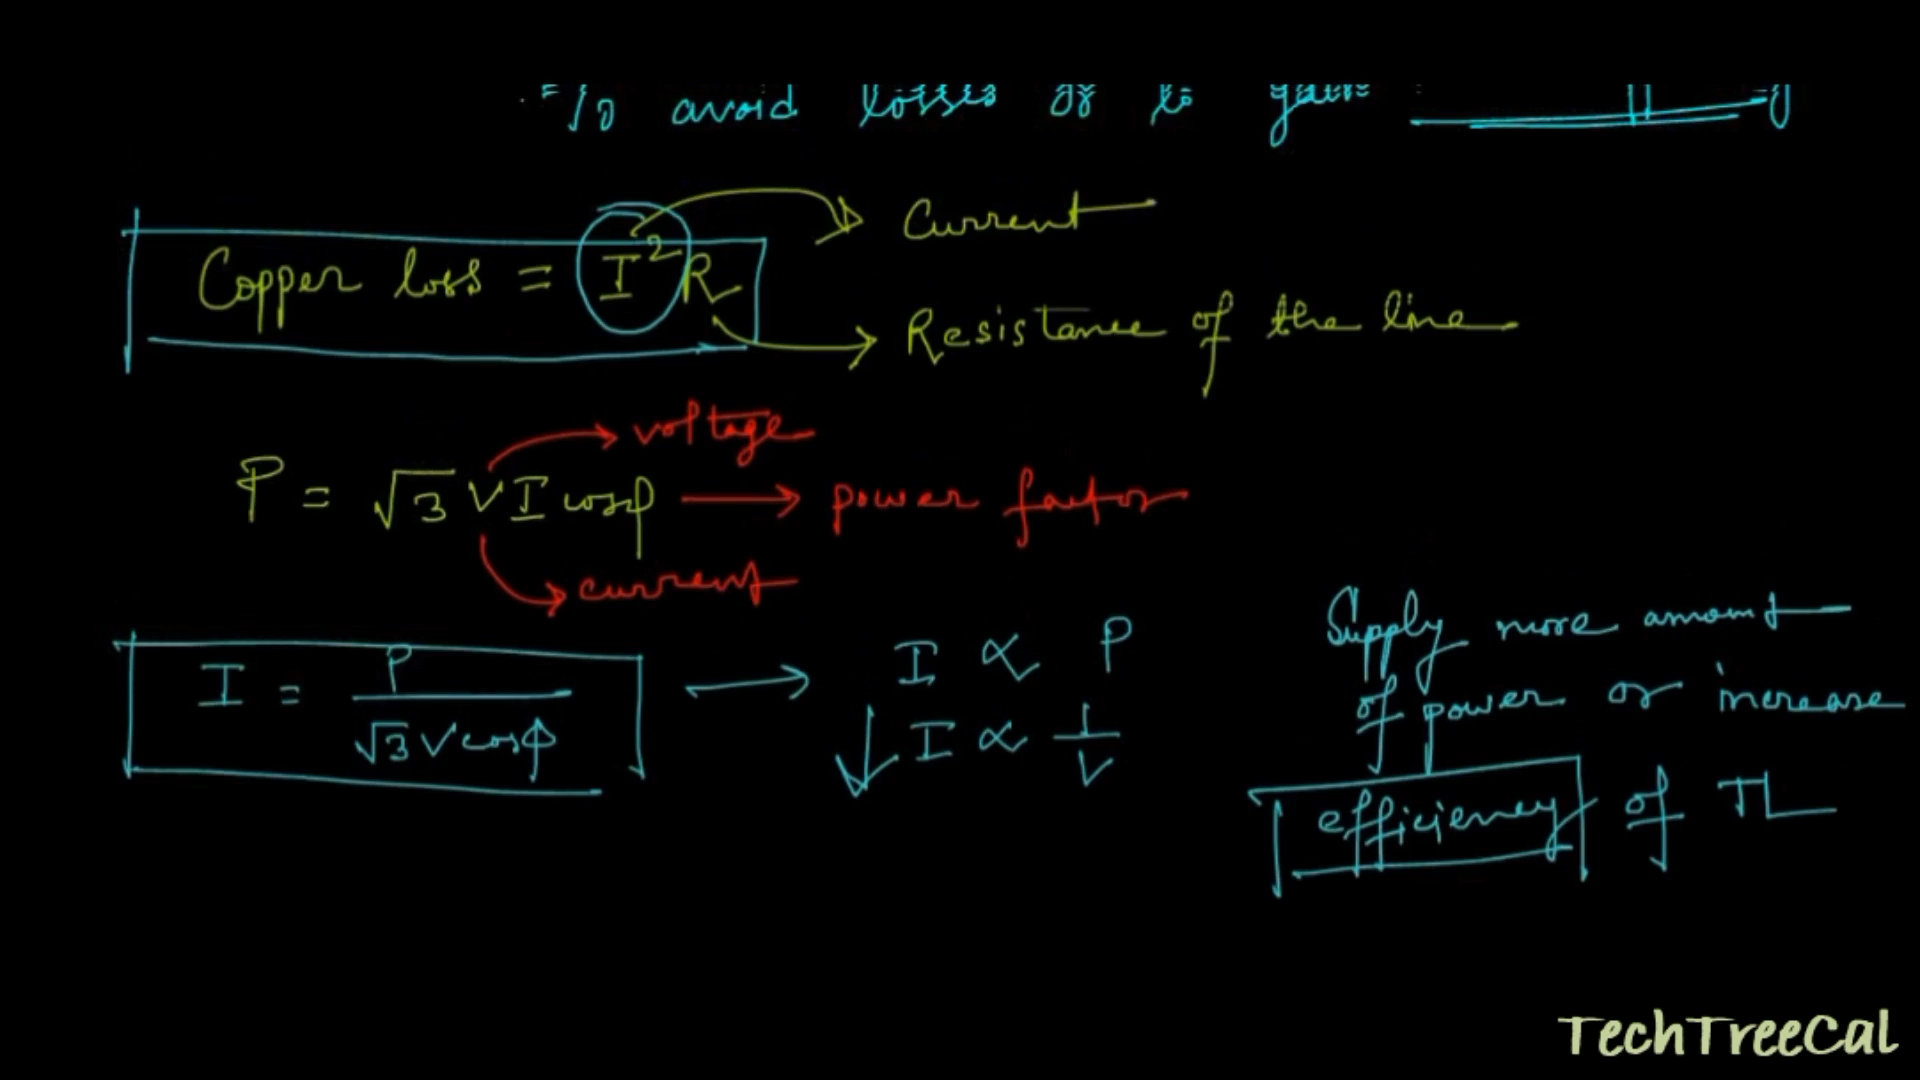 To avoid losses or to gain
Copper loss = I²R
Current
Resistance of the line
voltage
P = √3 V I cosφ → power factor
current
I = P / √3 V cosφ → I ∝ P
↓ I ∝ 1/V
Supply more amount
of power or increase
efficiency of TL
TechTreeCal